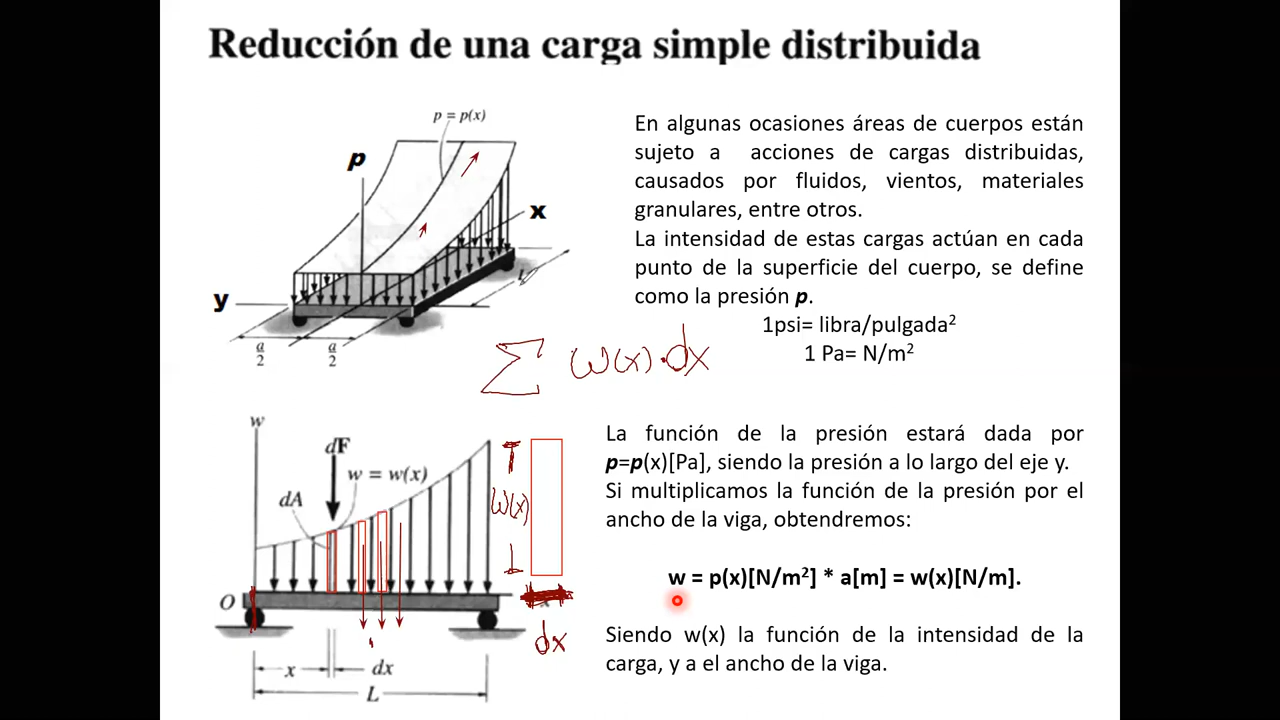 Reducción de una carga simple distribuida
p = p(x)
p
x
y
L
a/2
a/2
En algunas ocasiones áreas de cuerpos están
sujeto a acciones de cargas distribuidas,
causados por fluidos, vientos, materiales
granulares, entre otros.
La intensidad de estas cargas actúan en cada
punto de la superficie del cuerpo, se define
como la presión p.
1psi= libra/pulgada²
1 Pa= N/m²
∑ w(x)·dx
w
dF
w = w(x)
dA
w(x)
O
dx
x
dx
L
La función de la presión estará dada por
p=p(x)[Pa], siendo la presión a lo largo del eje y.
Si multiplicamos la función de la presión por el
ancho de la viga, obtendremos:
w = p(x)[N/m²] * a[m] = w(x)[N/m].
Siendo w(x) la función de la intensidad de la
carga, y a el ancho de la viga.